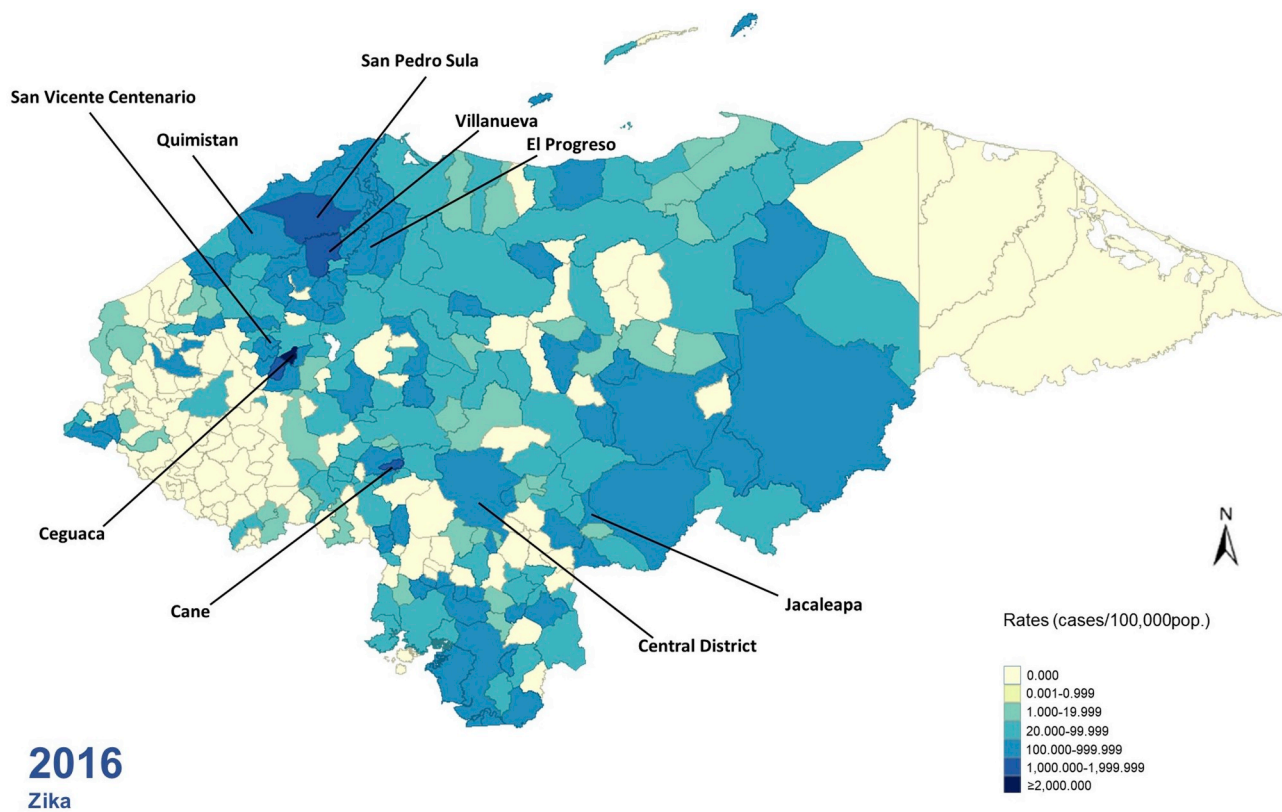 San Pedro Sula
San Vicente Centenario
Villanueva
Quimistan
El Progreso
Ceguaca
Cane
Jacaleapa
Central District
N
Rates (cases/100,000pop.)
0.000
0.001-0.999
1.000-19.999
20.000-99.999
100.000-999.999
1,000.000-1,999.999
≥2,000.000
2016
Zika